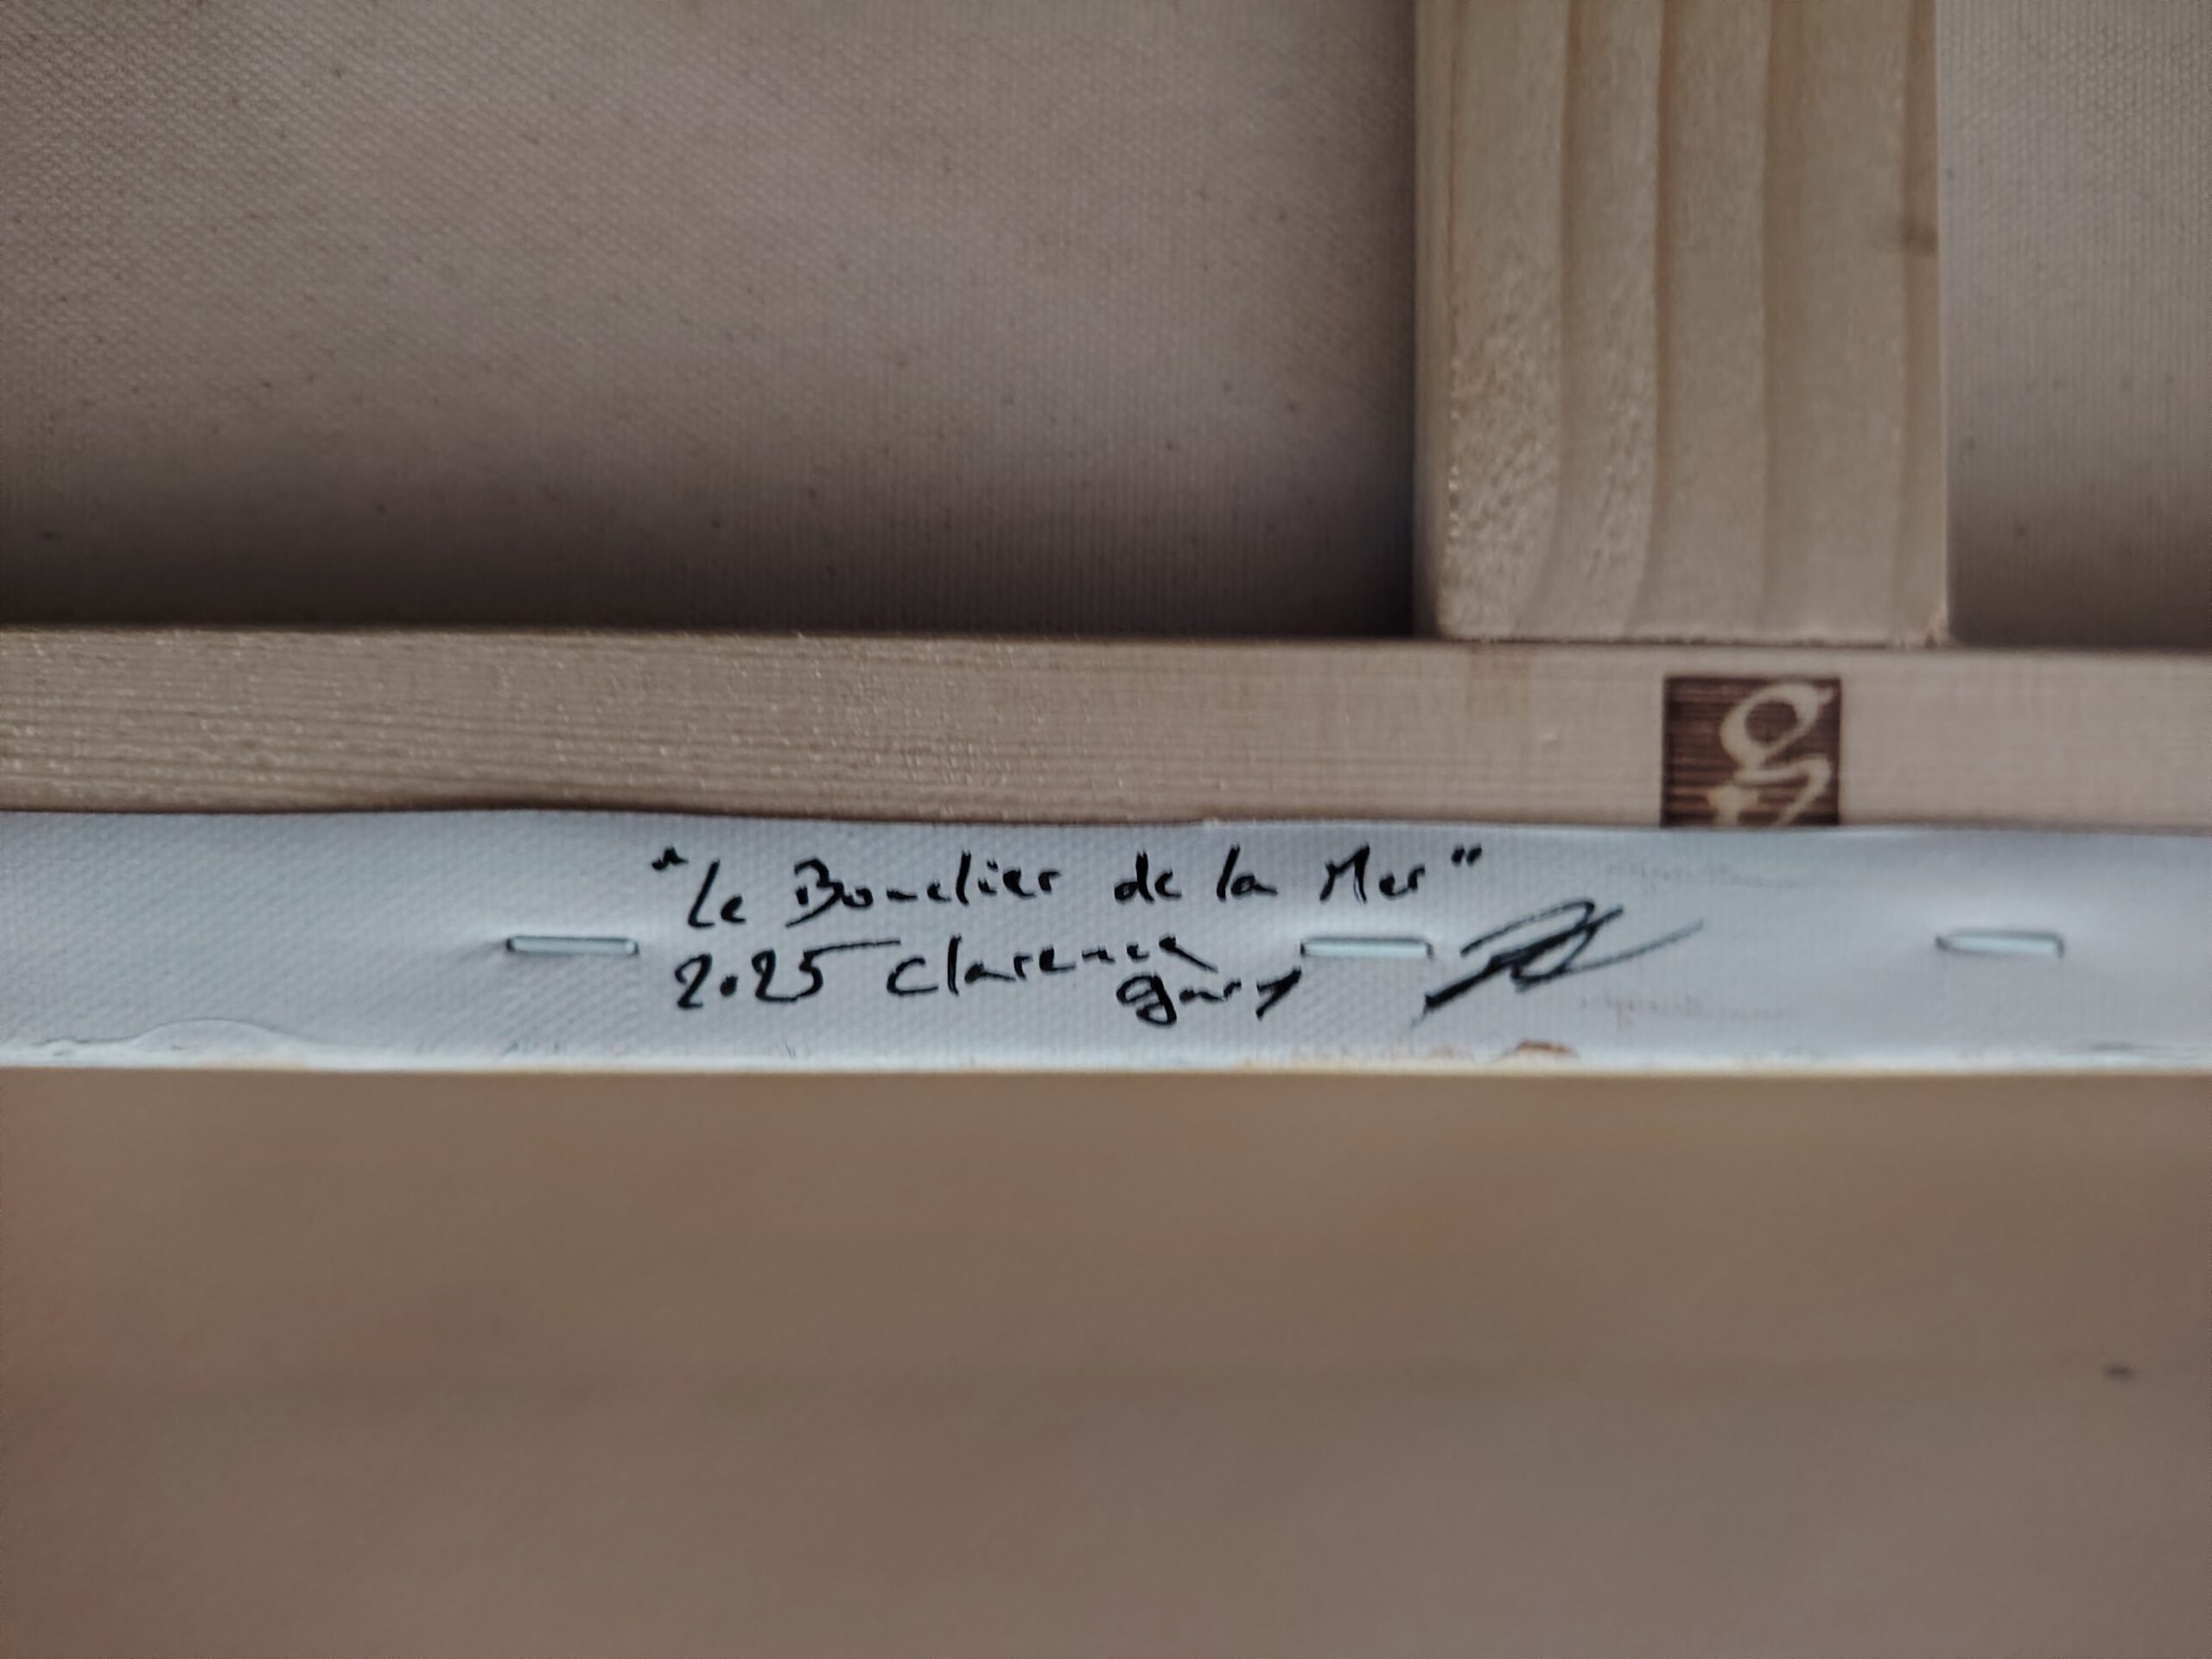 "Le Bouclier de la Mer"
2025 Clarence
gary